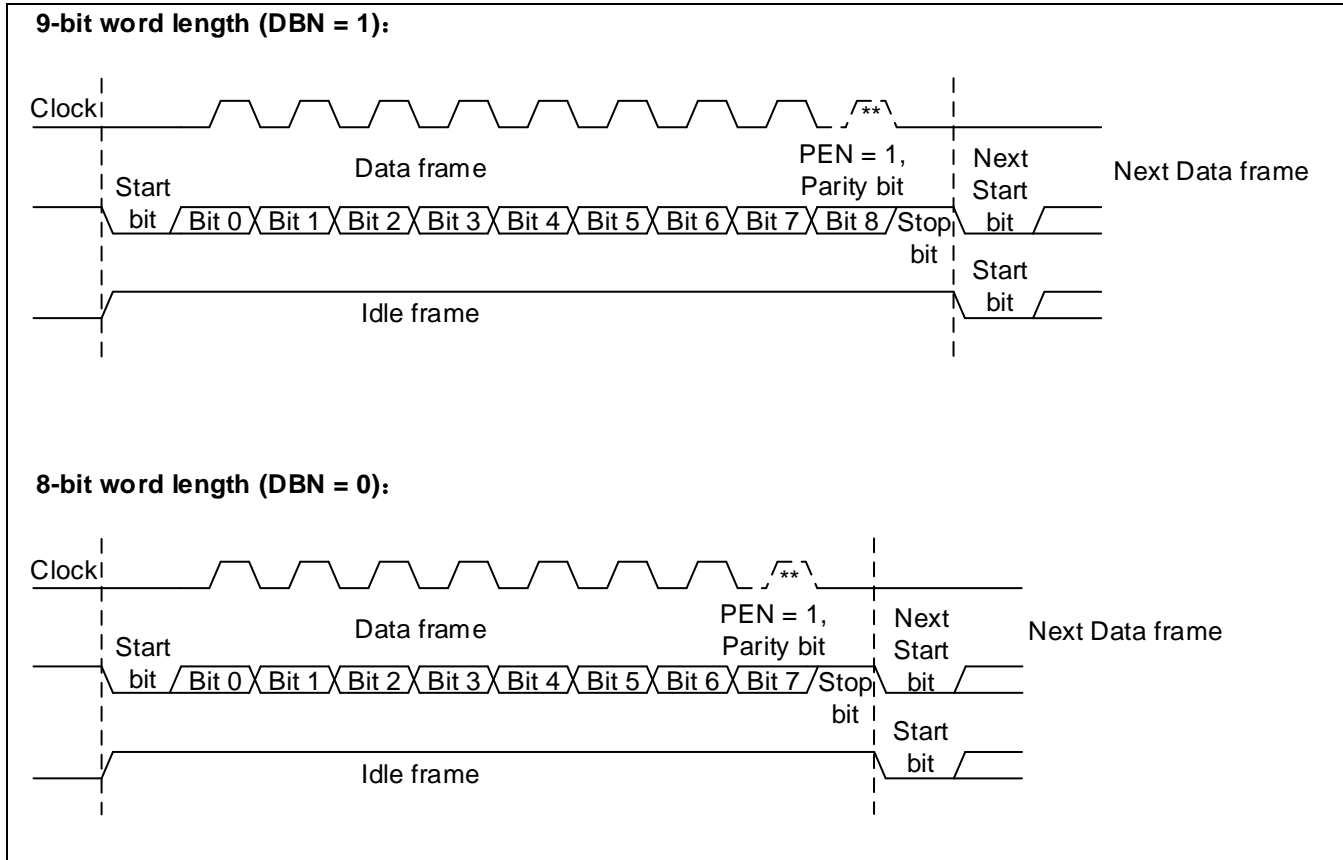 9-bit word length (DBN = 1)：
Clock
**
Data frame
PEN = 1,
Parity bit
Next
Start
bit
Next Data frame
Start
bit
Bit 0
Bit 1
Bit 2
Bit 3
Bit 4
Bit 5
Bit 6
Bit 7
Bit 8
Stop
bit
Start
bit
Idle frame
8-bit word length (DBN = 0)：
Clock
**
Data frame
PEN = 1,
Parity bit
Next
Start
bit
Next Data frame
Start
bit
Bit 0
Bit 1
Bit 2
Bit 3
Bit 4
Bit 5
Bit 6
Bit 7
Stop
bit
Start
bit
Idle frame